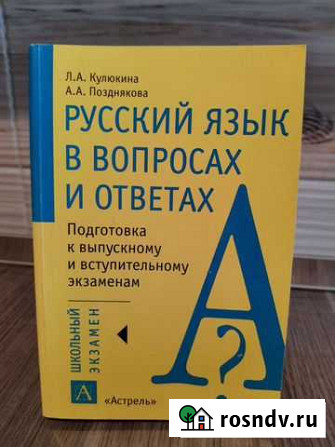 Л.А. Кулюкина
А.А. Позднякова
РУССКИЙ ЯЗЫК
В ВОПРОСАХ
И ОТВЕТАХ
Подготовка
к выпускному
и вступительному
экзаменам
ШКОЛЬНЫЙ
ЭКЗАМЕН
А
?
А
«Астрель»
rosndv.ru